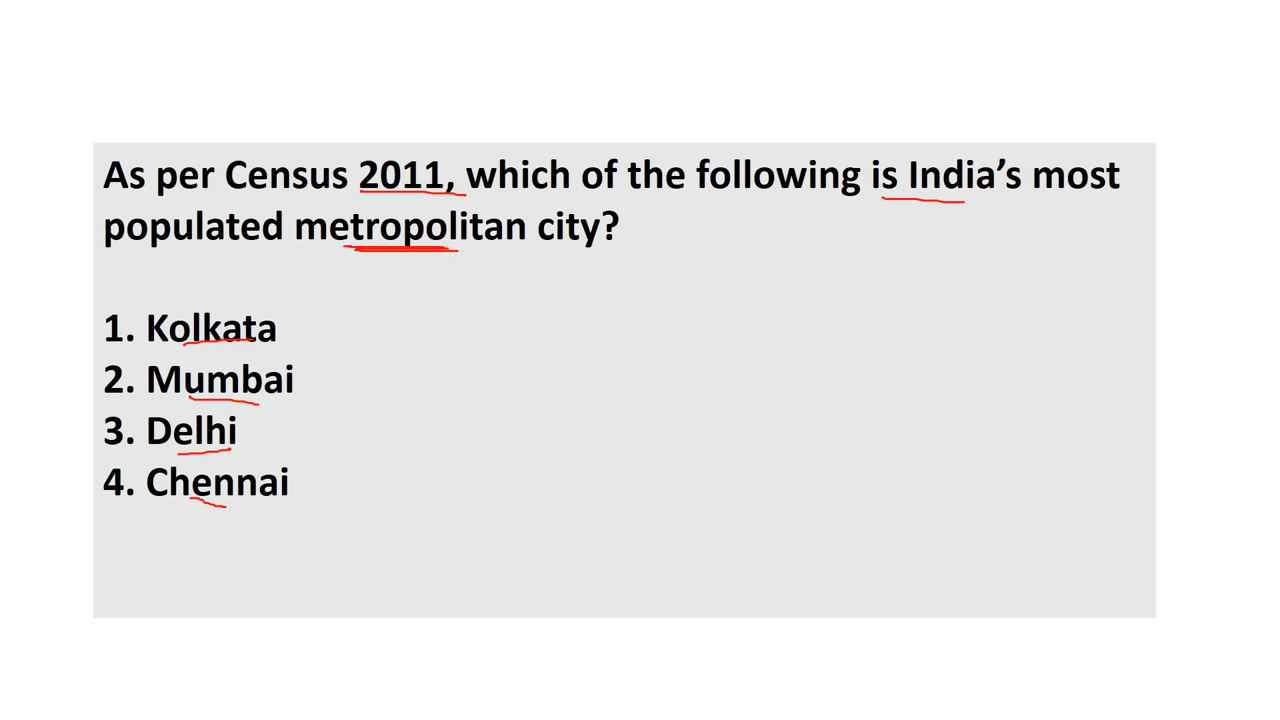 As per Census 2011, which of the following is India’s most
populated metropolitan city?
1. Kolkata
2. Mumbai
3. Delhi
4. Chennai